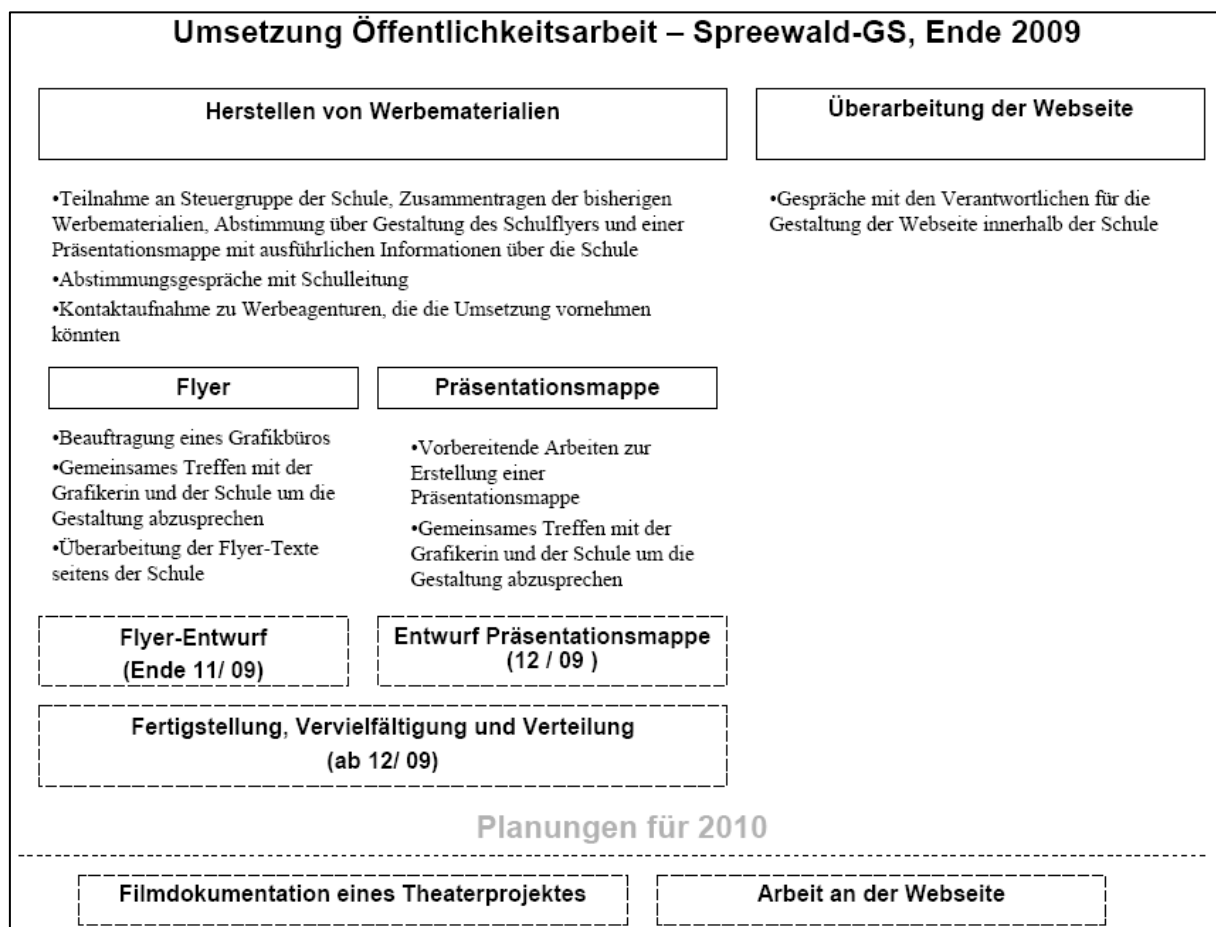 Umsetzung Öffentlichkeitsarbeit – Spreewald-GS, Ende 2009
Herstellen von Werbematerialien
•Teilnahme an Steuergruppe der Schule, Zusammentragen der bisherigen
Werbematerialien, Abstimmung über Gestaltung des Schulflyers und einer
Präsentationsmappe mit ausführlichen Informationen über die Schule
•Abstimmungsgespräche mit Schulleitung
•Kontaktaufnahme zu Werbeagenturen, die die Umsetzung vornehmen
könnten
Überarbeitung der Webseite
•Gespräche mit den Verantwortlichen für die
Gestaltung der Webseite innerhalb der Schule
Flyer
•Beauftragung eines Grafikbüros
•Gemeinsames Treffen mit der
Grafikerin und der Schule um die
Gestaltung abzusprechen
•Überarbeitung der Flyer-Texte
seitens der Schule
Präsentationsmappe
•Vorbereitende Arbeiten zur
Erstellung einer
Präsentationsmappe
•Gemeinsames Treffen mit der
Grafikerin und der Schule um die
Gestaltung abzusprechen
Flyer-Entwurf
(Ende 11/ 09)
Entwurf Präsentationsmappe
(12 / 09 )
Fertigstellung, Vervielfältigung und Verteilung
(ab 12/ 09)
Planungen für 2010
Filmdokumentation eines Theaterprojektes
Arbeit an der Webseite